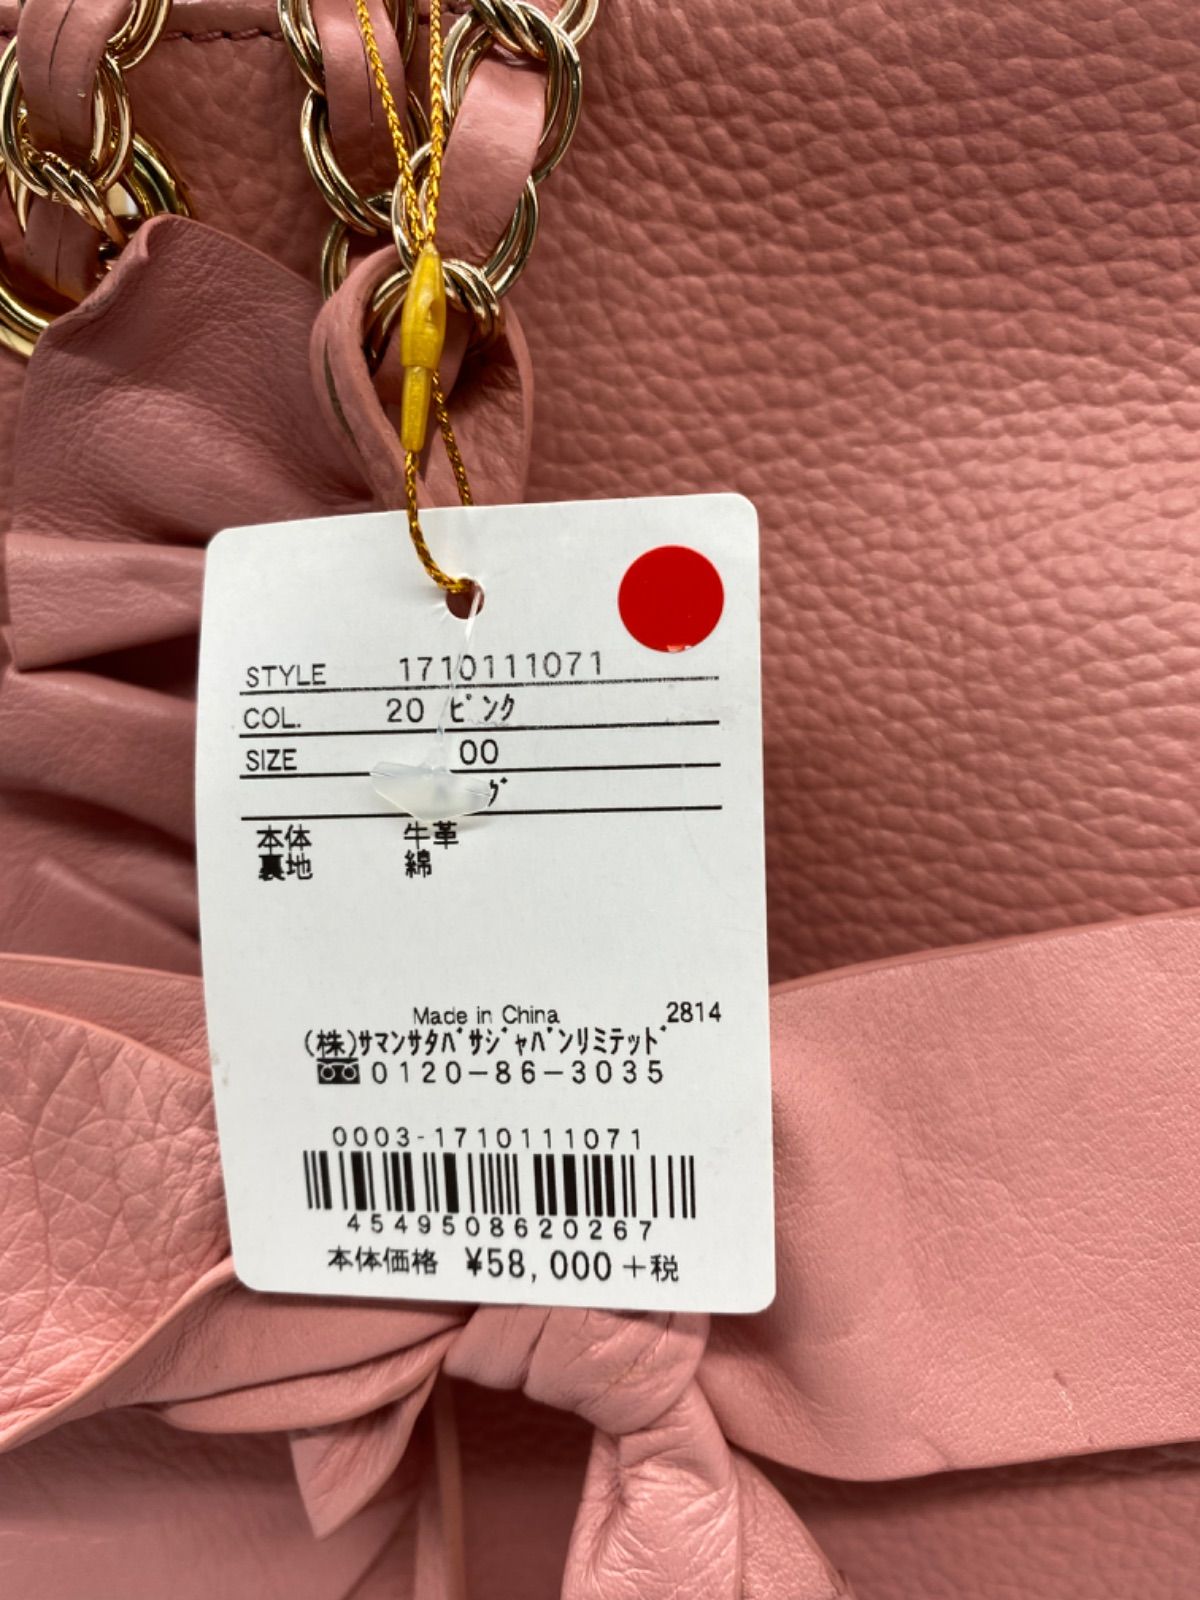 STYLE 1710111071
COL. 20 ﾋﾟﾝｸ
SIZE 00
ｸﾞ
本体 牛革
裏地 綿
Made in China 2814
(株)ｻﾏﾝｻﾀﾊﾞｻｼﾞｬﾊﾟﾝﾘﾐﾃｯﾄﾞ
0120-86-3035
0003-1710111071
4549508620267
本体価格 ¥58,000+税